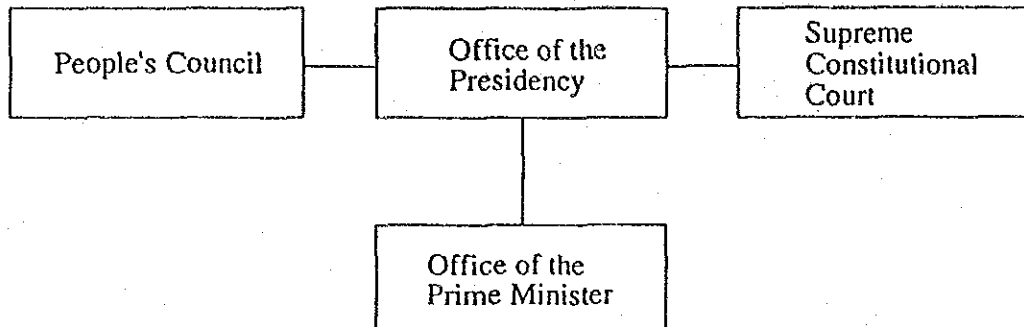 People's Council
Office of the
Presidency
Supreme
Constitutional
Court
Office of the
Prime Minister